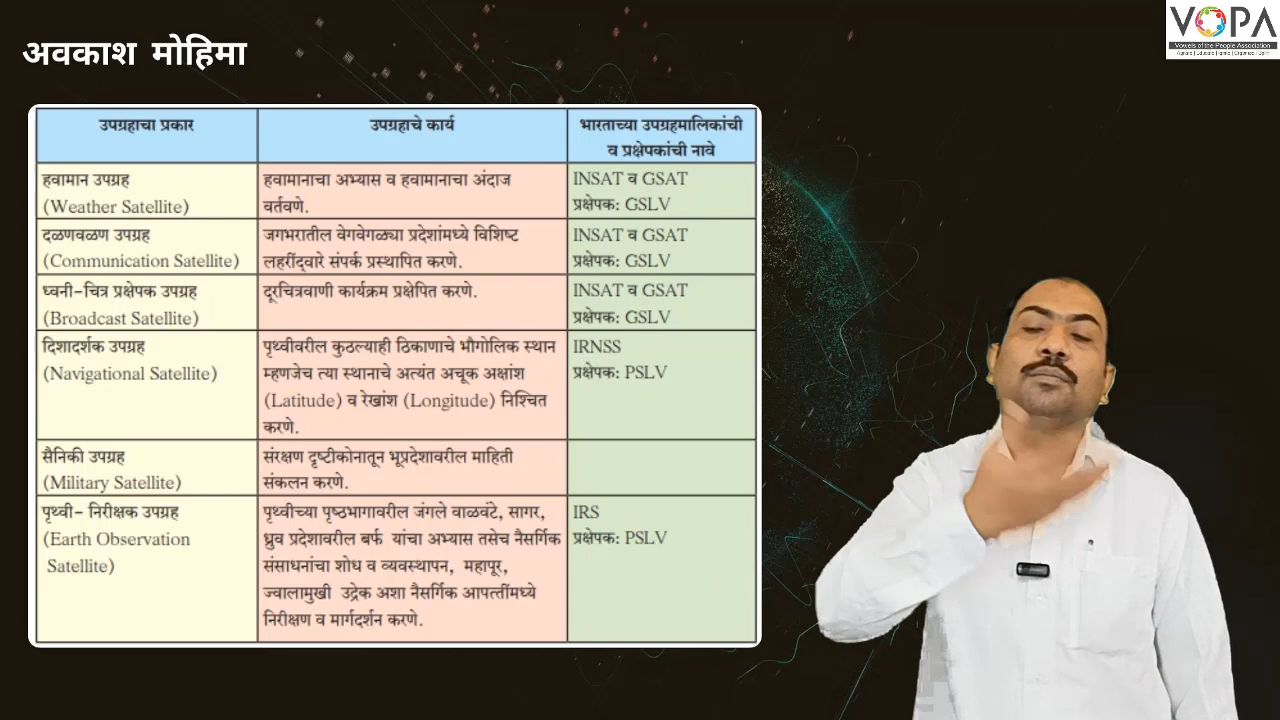 अवकाश मोहिमा
VOPA
Vowels of the People Association
उपग्रहाचा प्रकार
उपग्रहाचे कार्य
भारताच्या उपग्रहमालिकांची
व प्रक्षेपकांची नावे
हवामान उपग्रह
(Weather Satellite)
हवामानाचा अभ्यास व हवामानाचा अंदाज
वर्तवणे.
INSAT व GSAT
प्रक्षेपक: GSLV
दळणवळण उपग्रह
(Communication Satellite)
जगभरातील वेगवेगळ्या प्रदेशांमध्ये विशिष्ट
लहरींद्वारे संपर्क प्रस्थापित करणे.
INSAT व GSAT
प्रक्षेपक: GSLV
ध्वनी-चित्र प्रक्षेपक उपग्रह
(Broadcast Satellite)
दूरचित्रवाणी कार्यक्रम प्रक्षेपित करणे.
INSAT व GSAT
प्रक्षेपक: GSLV
दिशादर्शक उपग्रह
(Navigational Satellite)
पृथ्वीवरील कुठल्याही ठिकाणाचे भौगोलिक स्थान
म्हणजेच त्या स्थानाचे अत्यंत अचूक अक्षांश
(Latitude) व रेखांश (Longitude) निश्चित
करणे.
IRNSS
प्रक्षेपक: PSLV
सैनिकी उपग्रह
(Military Satellite)
संरक्षण दृष्टीकोनातून भूप्रदेशावरील माहिती
संकलन करणे.
पृथ्वी- निरीक्षक उपग्रह
(Earth Observation
Satellite)
पृथ्वीच्या पृष्ठभागावरील जंगले वाळवंटे, सागर,
ध्रुव प्रदेशावरील बर्फ यांचा अभ्यास तसेच नैसर्गिक
संसाधनांचा शोध व व्यवस्थापन, महापूर,
ज्वालामुखी उद्रेक अशा नैसर्गिक आपत्तींमध्ये
निरीक्षण व मार्गदर्शन करणे.
IRS
प्रक्षेपक: PSLV